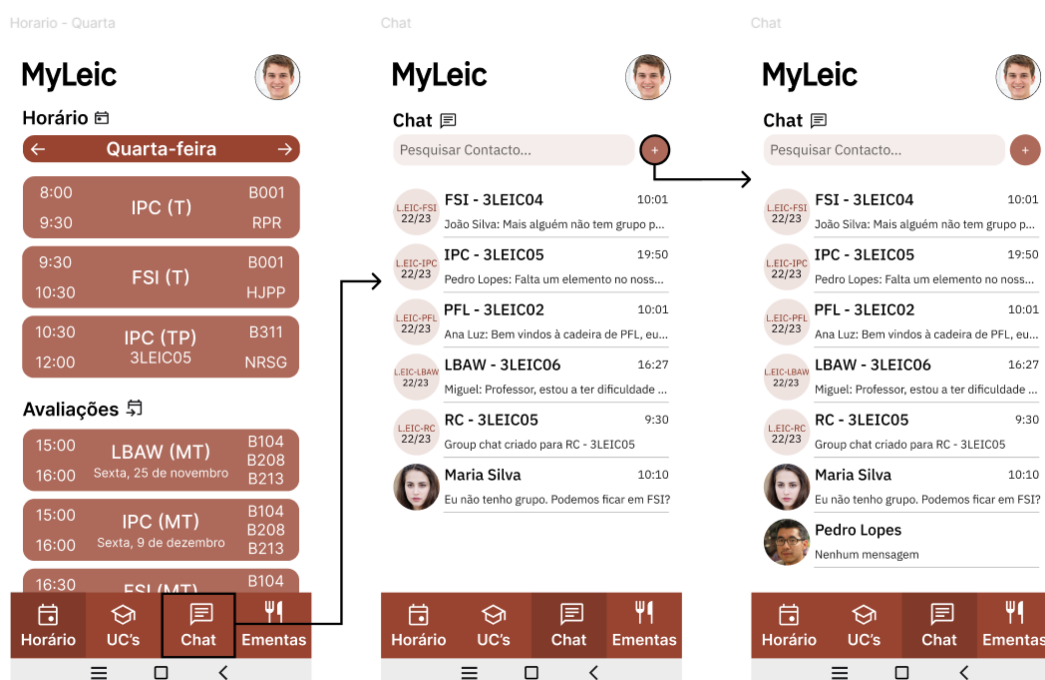 Horario - Quarta
MyLeic
Horário
Quarta-feira
8:00
IPC (T)
B001
9:30
RPR
9:30
FSI (T)
B001
10:30
HJPP
10:30
IPC (TP)
B311
12:00
3LEIC05
NRSG
Avaliações
15:00
LBAW (MT)
B104
B208
16:00
Sexta, 25 de novembro
B213
15:00
IPC (MT)
B104
B208
16:00
Sexta, 9 de dezembro
B213
16:30
FSI (MT)
B104
Horário
UC's
Chat
Ementas
Chat
MyLeic
Chat
Pesquisar Contacto...
+
L.EIC-FSI
22/23
FSI - 3LEIC04
10:01
João Silva: Mais alguém não tem grupo p...
L.EIC-IPC
22/23
IPC - 3LEIC05
19:50
Pedro Lopes: Falta um elemento no noss...
L.EIC-PFL
22/23
PFL - 3LEIC02
10:01
Ana Luz: Bem vindos à cadeira de PFL, eu...
L.EIC-LBAW
22/23
LBAW - 3LEIC06
16:27
Miguel: Professor, estou a ter dificuldade ...
L.EIC-RC
22/23
RC - 3LEIC05
9:30
Group chat criado para RC - 3LEIC05
Maria Silva
10:10
Eu não tenho grupo. Podemos ficar em FSI?
Horário
UC's
Chat
Ementas
Chat
MyLeic
Chat
Pesquisar Contacto...
+
L.EIC-FSI
22/23
FSI - 3LEIC04
10:01
João Silva: Mais alguém não tem grupo p...
L.EIC-IPC
22/23
IPC - 3LEIC05
19:50
Pedro Lopes: Falta um elemento no noss...
L.EIC-PFL
22/23
PFL - 3LEIC02
10:01
Ana Luz: Bem vindos à cadeira de PFL, eu...
L.EIC-LBAW
22/23
LBAW - 3LEIC06
16:27
Miguel: Professor, estou a ter dificuldade ...
L.EIC-RC
22/23
RC - 3LEIC05
9:30
Group chat criado para RC - 3LEIC05
Maria Silva
10:10
Eu não tenho grupo. Podemos ficar em FSI?
Pedro Lopes
Nenhum mensagem
Horário
UC's
Chat
Ementas